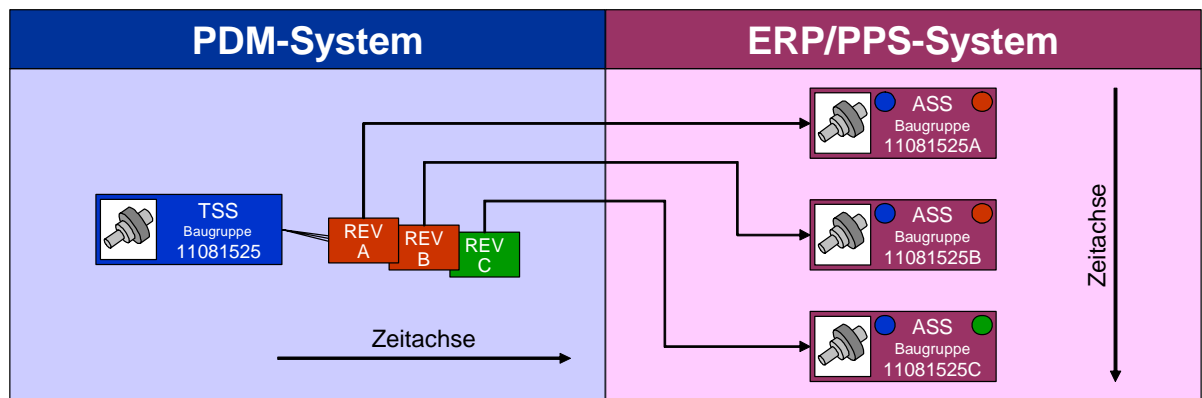 PDM-System
ERP/PPS-System
TSS
Baugruppe
11081525
REV
A
REV
B
REV
C
Zeitachse
ASS
Baugruppe
11081525A
ASS
Baugruppe
11081525B
ASS
Baugruppe
11081525C
Zeitachse